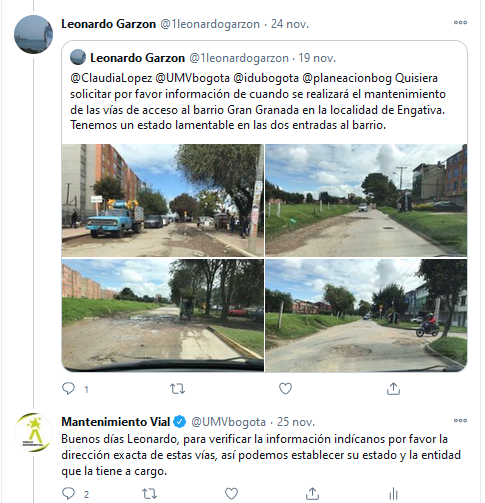 Leonardo Garzon @1leonardogarzon · 24 nov.
Leonardo Garzon @1leonardogarzon · 19 nov.
@ClaudiaLopez @UMVbogota @idubogota @planeacionbog Quisiera
solicitar por favor información de cuando se realizará el mantenimiento
de las vías de acceso al barrio Gran Granada en la localidad de Engativa.
Tenemos un estado lamentable en las dos entradas al barrio.
1
Mantenimiento Vial @UMVbogota · 25 nov.
Buenos días Leonardo, para verificar la información indícanos por favor la
dirección exacta de estas vías, así podemos establecer su estado y la entidad
que la tiene a cargo.
2